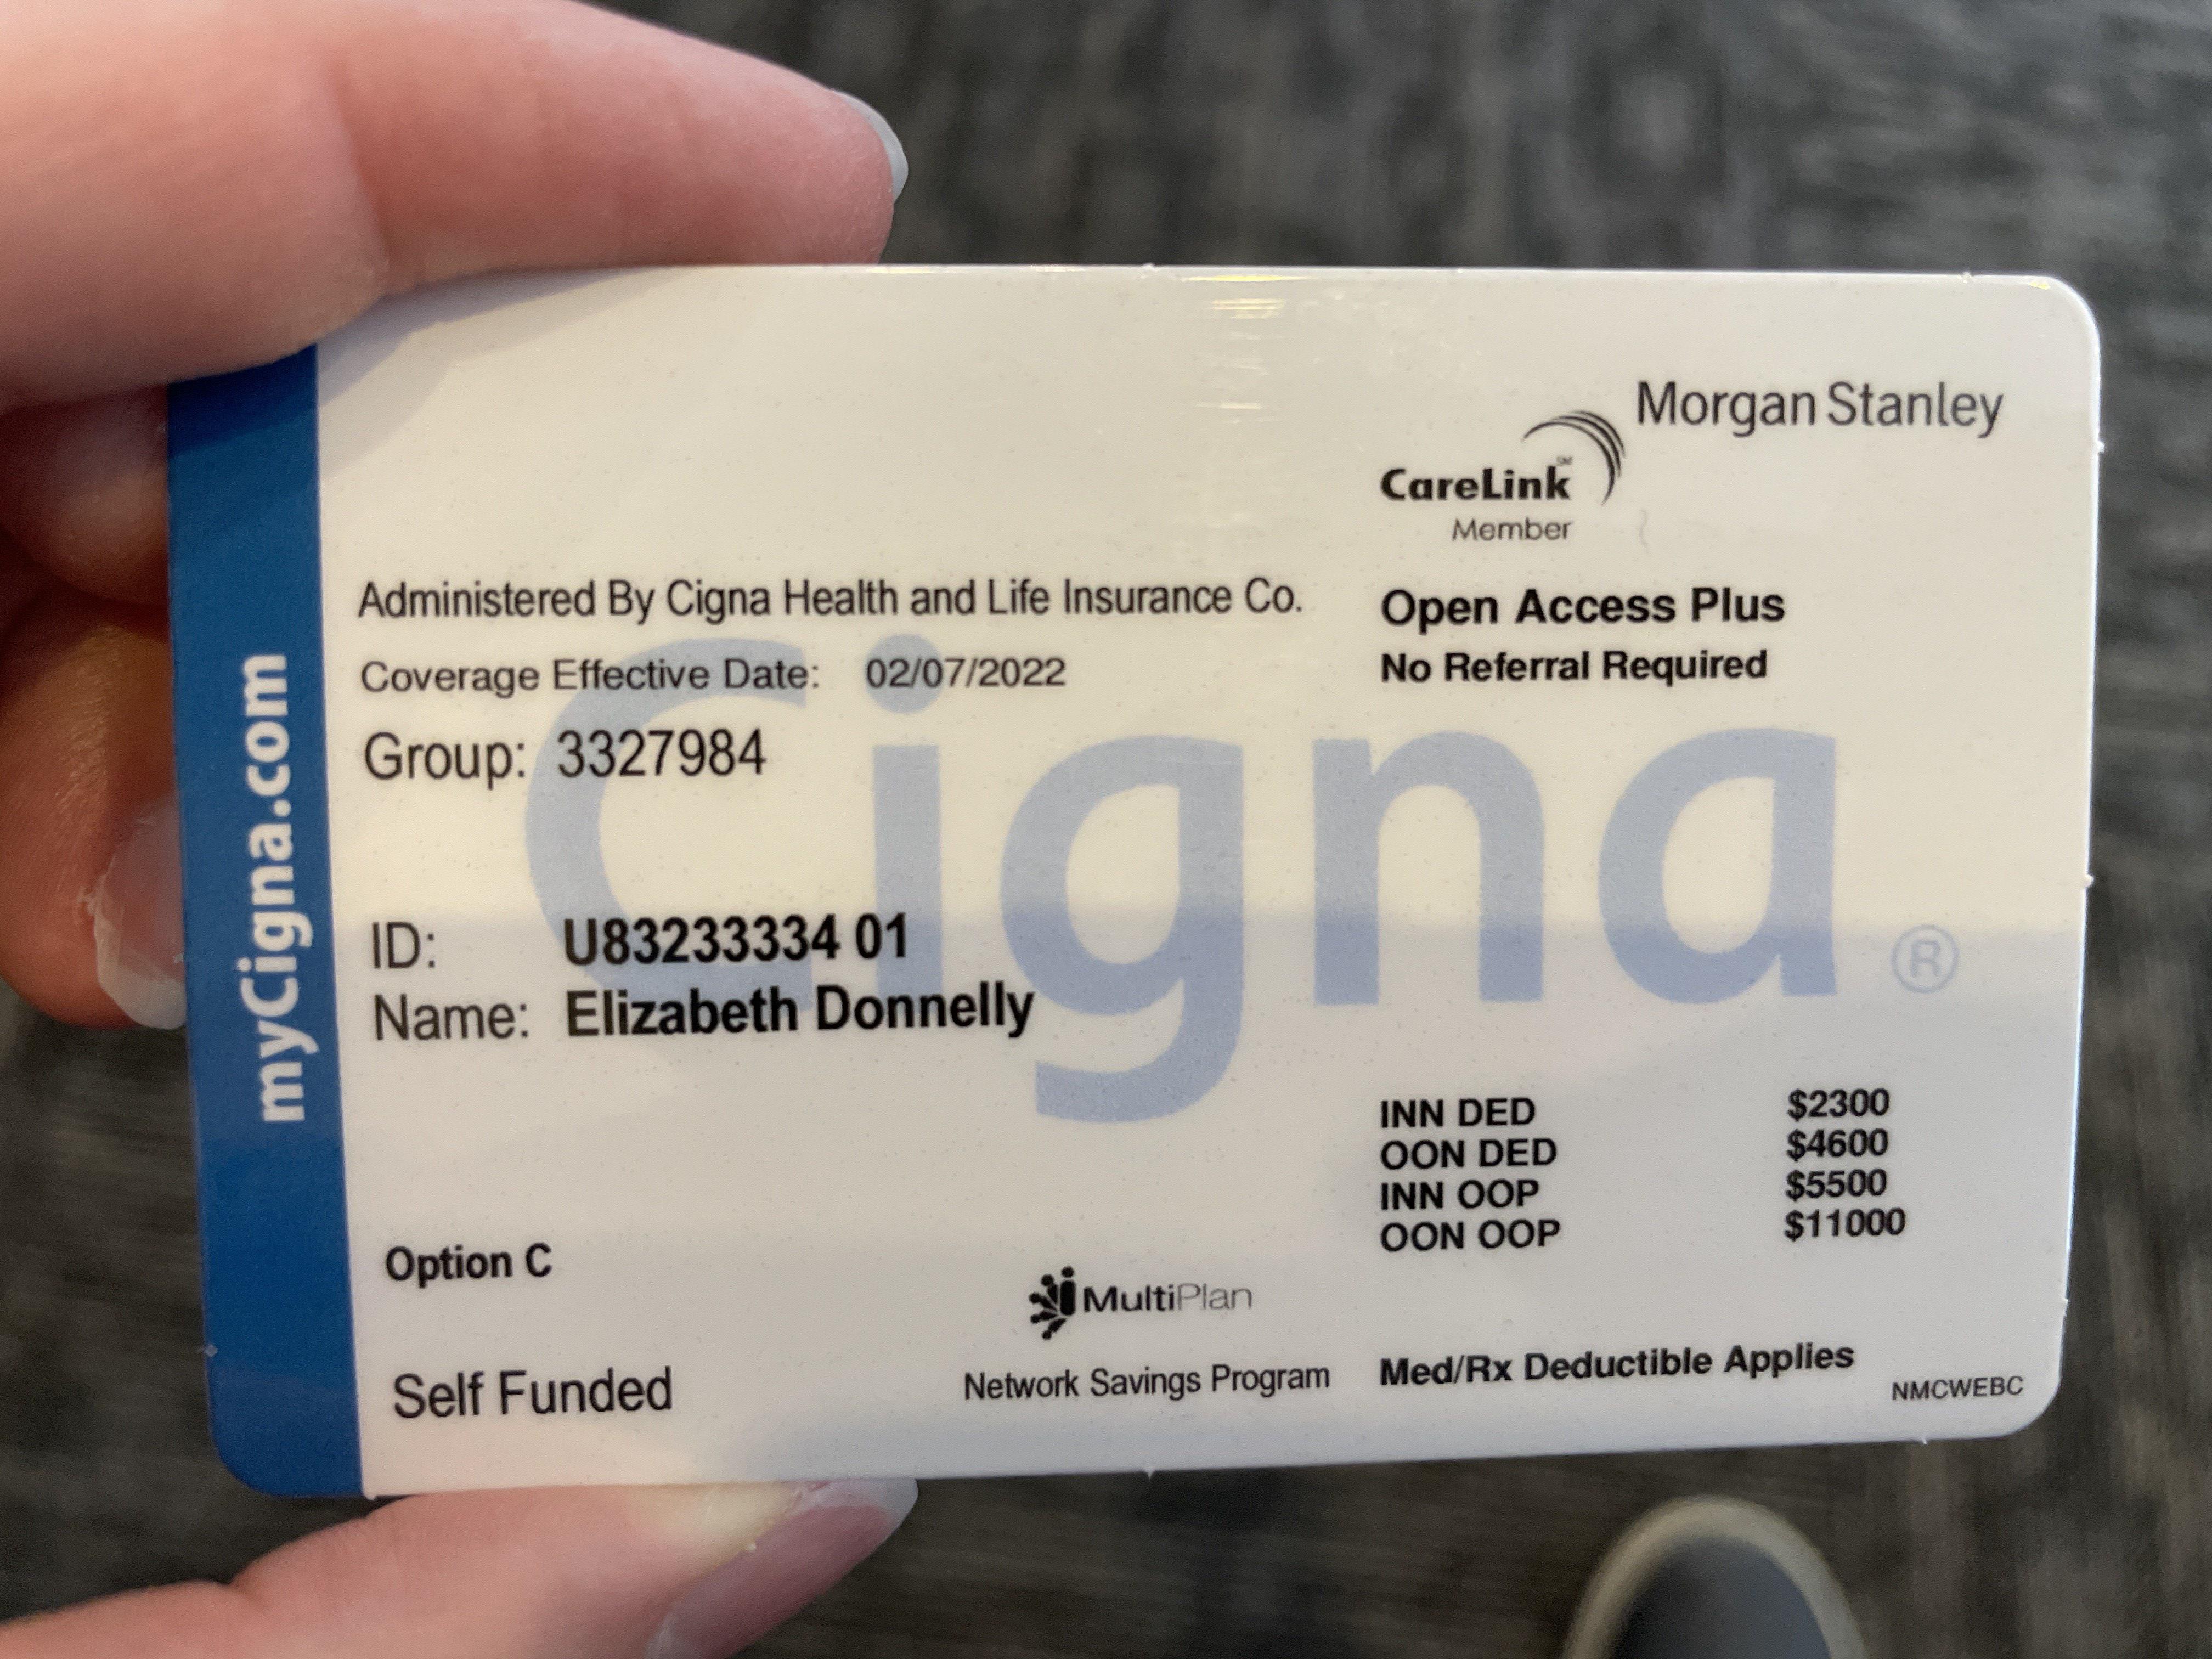 myCigna.com
Morgan Stanley
CareLink SM
Member
Administered By Cigna Health and Life Insurance Co.
Open Access Plus
Coverage Effective Date: 02/07/2022
No Referral Required
Group: 3327984
Cigna®
ID: U83233334 01
Name: Elizabeth Donnelly
INN DED $2300
OON DED $4600
INN OOP $5500
OON OOP $11000
Option C
MultiPlan
Self Funded
Network Savings Program
Med/Rx Deductible Applies
NMCWEBC